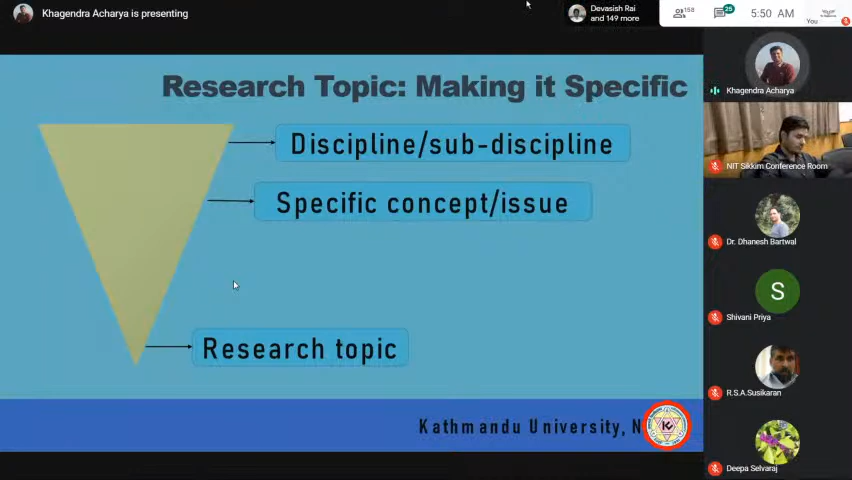 Khagendra Acharya is presenting
Devasish Rai
and 149 more
158
25
5:50 AM
You
Research Topic: Making it Specific
Discipline/sub-discipline
Specific concept/issue
Research topic
Kathmandu University, N
Khagendra Acharya
NIT Sikkim Conference Room
Dr. Dhanesh Bartwal
S
Shivani Priya
R.S.A.Susikaran
Deepa Selvaraj